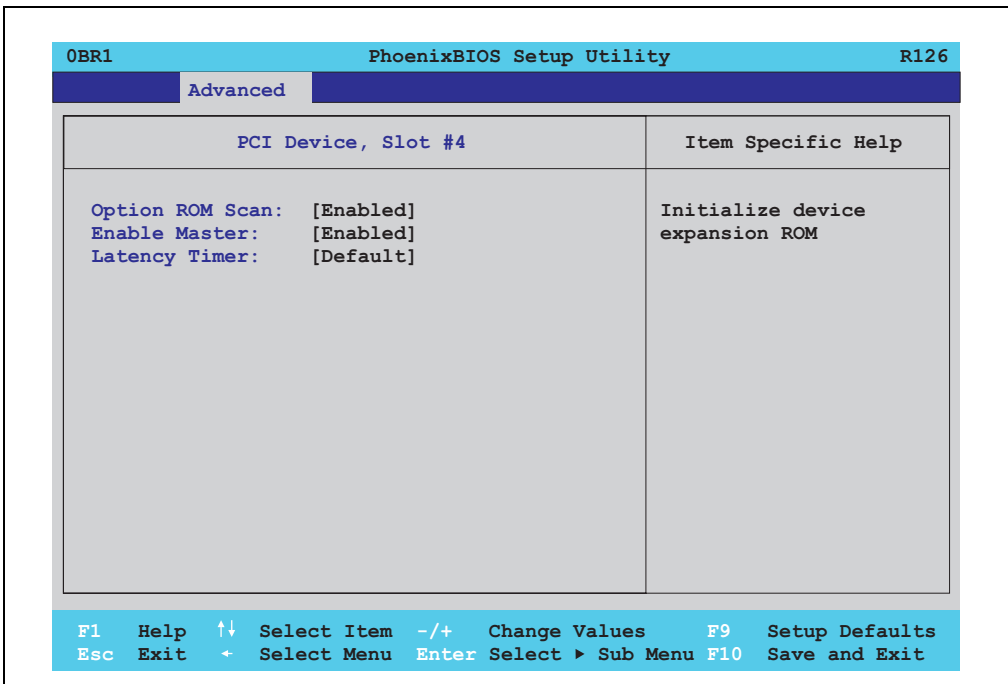 0BR1 PhoenixBIOS Setup Utility R126
Advanced
PCI Device, Slot #4 Item Specific Help
Option ROM Scan: [Enabled] Initialize device
Enable Master: [Enabled] expansion ROM
Latency Timer: [Default]
F1 Help ↑↓ Select Item -/+ Change Values F9 Setup Defaults
Esc Exit ← Select Menu Enter Select ▶ Sub Menu F10 Save and Exit